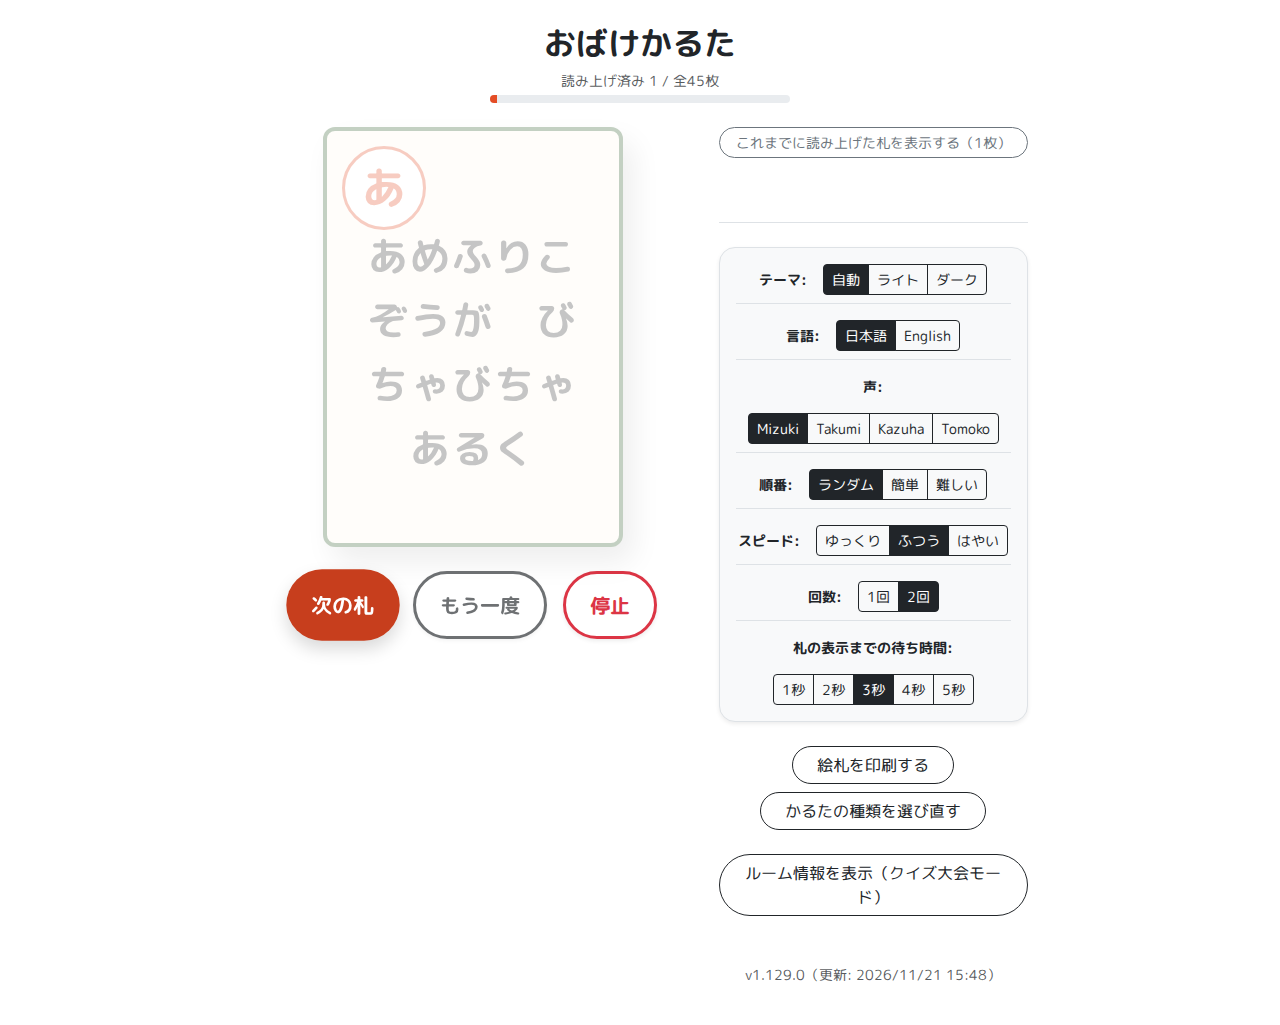 おばけかるた
読み上げ済み 1 / 全45枚
あ
あめふりこ
ぞうが　び
ちゃびちゃ
あるく
次の札
もう一度
停止
これまでに読み上げた札を表示する（1枚）
テーマ: 自動 ライト ダーク
言語: 日本語 English
声:
Mizuki Takumi Kazuha Tomoko
順番: ランダム 簡単 難しい
スピード: ゆっくり ふつう はやい
回数: 1回 2回
札の表示までの待ち時間:
1秒 2秒 3秒 4秒 5秒
絵札を印刷する
かるたの種類を選び直す
ルーム情報を表示（クイズ大会モー
ド）
v1.129.0（更新: 2026/11/21 15:48）